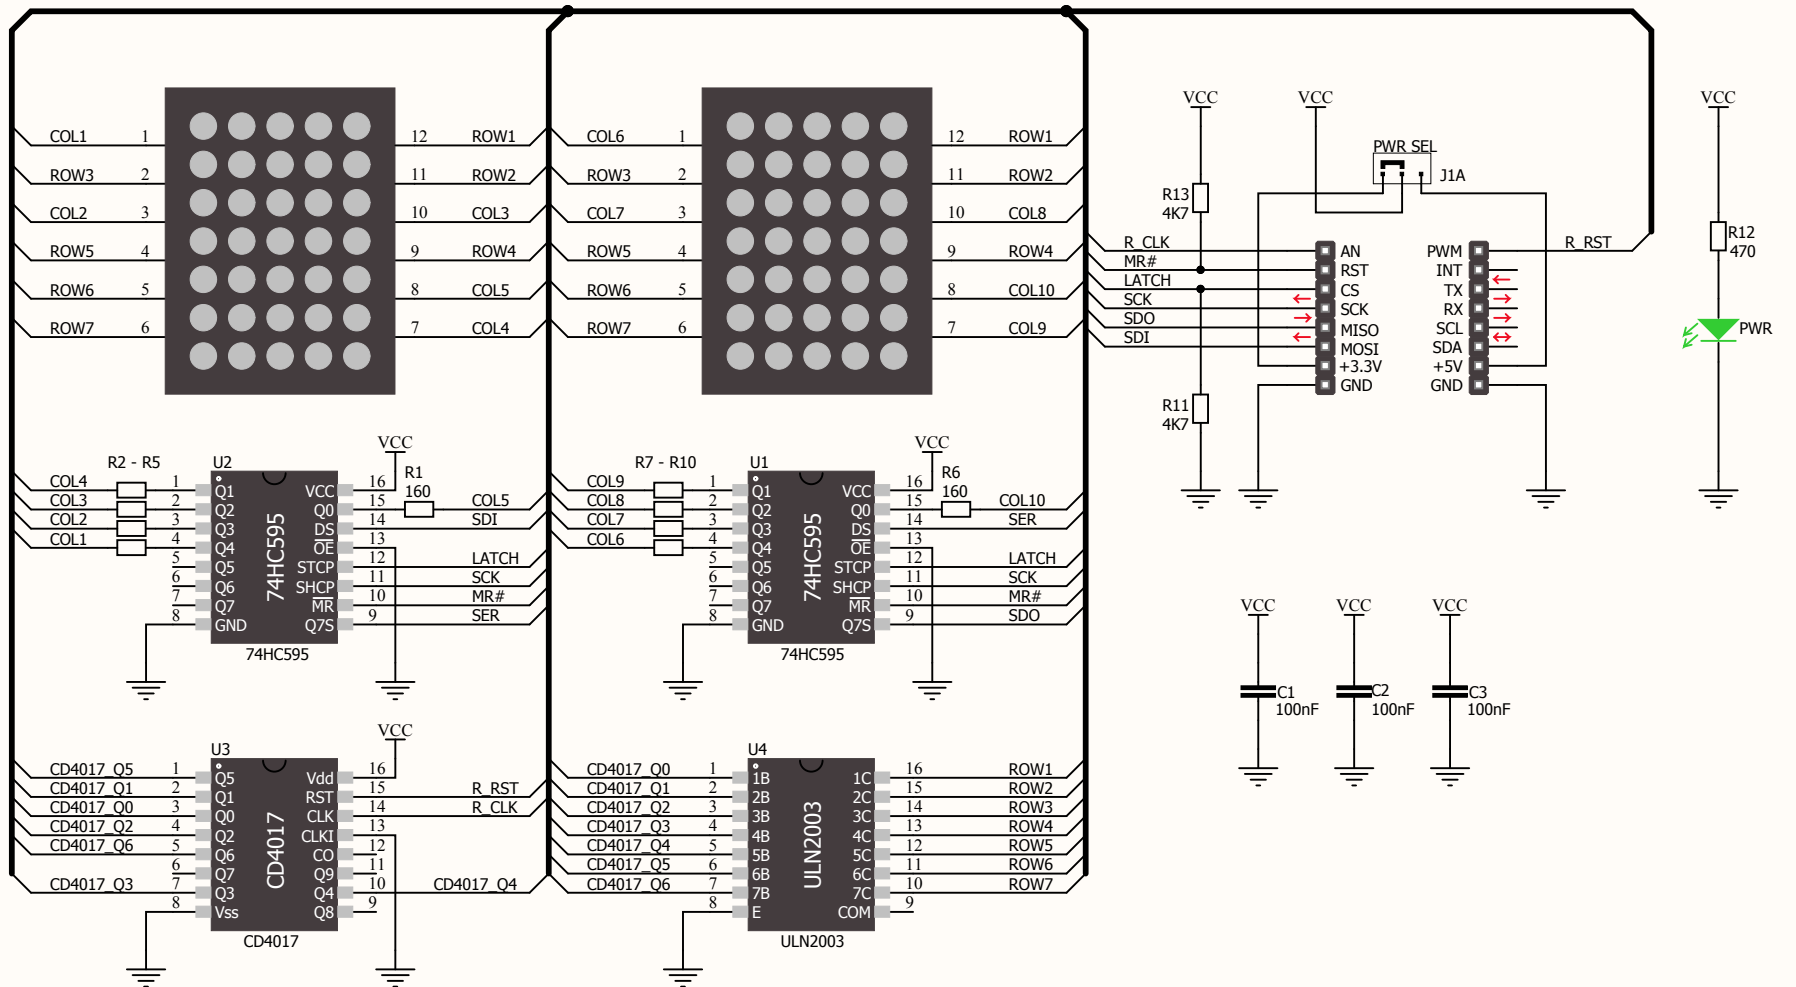 COL1 1 12 ROW1
ROW3 2 11 ROW2
COL2 3 10 COL3
ROW5 4 9 ROW4
ROW6 5 8 COL5
ROW7 6 7 COL4
COL6 1 12 ROW1
ROW3 2 11 ROW2
COL7 3 10 COL8
ROW5 4 9 ROW4
ROW6 5 8 COL10
ROW7 6 7 COL9
VCC
VCC
PWR SEL
J1A
R13
4K7
R_CLK AN
MR# RST
LATCH CS
SCK SCK
SDO MISO
SDI MOSI
+3.3V
GND
PWM R_RST
INT
TX
RX
SCL
SDA
+5V
GND
R11
4K7
VCC
R12
470
PWR
R2 - R5 U2 VCC
R1
160
COL4 1 Q1 VCC 16
COL3 2 Q2 Q0 15 COL5
COL2 3 Q3 DS 14 SDI
COL1 4 Q4 OE 13
5 Q5 STCP 12 LATCH
6 Q6 SHCP 11 SCK
7 Q7 MR 10 MR#
8 GND Q7S 9 SER
74HC595
74HC595
R7 - R10 U1 VCC
R6
160
COL9 1 Q1 VCC 16
COL8 2 Q2 Q0 15 COL10
COL7 3 Q3 DS 14 SER
COL6 4 Q4 OE 13
5 Q5 STCP 12 LATCH
6 Q6 SHCP 11 SCK
7 Q7 MR 10 MR#
8 GND Q7S 9 SDO
74HC595
74HC595
VCC VCC VCC
C1
100nF
C2
100nF
C3
100nF
U3 VCC
CD4017_Q5 1 Q5 Vdd 16
CD4017_Q1 2 Q1 RST 15 R_RST
CD4017_Q0 3 Q0 CLK 14 R_CLK
CD4017_Q2 4 Q2 CLKI 13
CD4017_Q6 5 Q6 CO 12
6 Q7 Q9 11
CD4017_Q3 7 Q3 Q4 10 CD4017_Q4
8 Vss Q8 9
CD4017
CD4017
U4
CD4017_Q0 1 1B 1C 16 ROW1
CD4017_Q1 2 2B 2C 15 ROW2
CD4017_Q2 3 3B 3C 14 ROW3
CD4017_Q3 4 4B 4C 13 ROW4
CD4017_Q4 5 5B 5C 12 ROW5
CD4017_Q5 6 6B 6C 11 ROW6
CD4017_Q6 7 7B 7C 10 ROW7
8 E COM 9
ULN2003
ULN2003